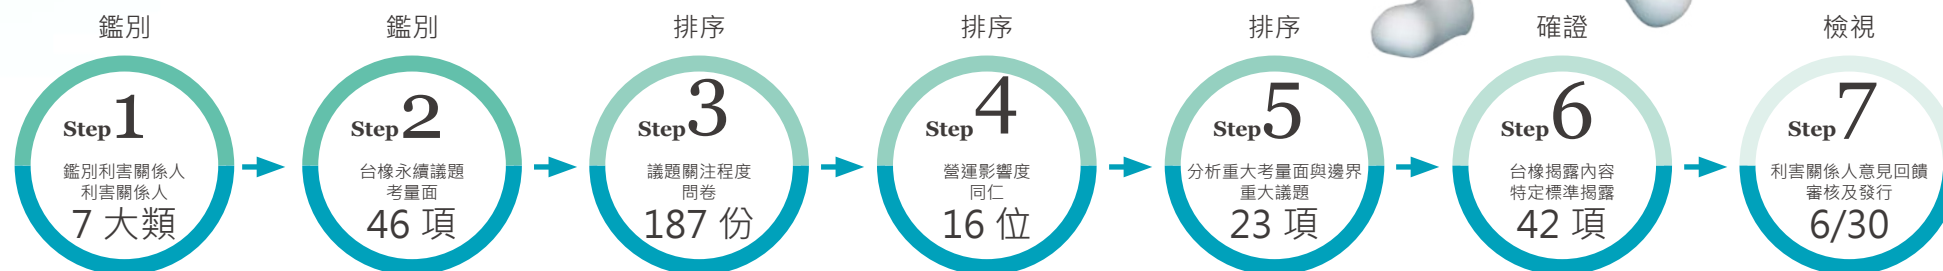 鑑別
Step 1
鑑別利害關係人
利害關係人
7 大類
鑑別
Step 2
台橡永續議題
考量面
46 項
排序
Step 3
議題關注程度
問卷
187 份
排序
Step 4
營運影響度
同仁
16 位
排序
Step 5
分析重大考量面與邊界
重大議題
23 項
確證
Step 6
台橡揭露內容
特定標準揭露
42 項
檢視
Step 7
利害關係人意見回饋
審核及發行
6/30